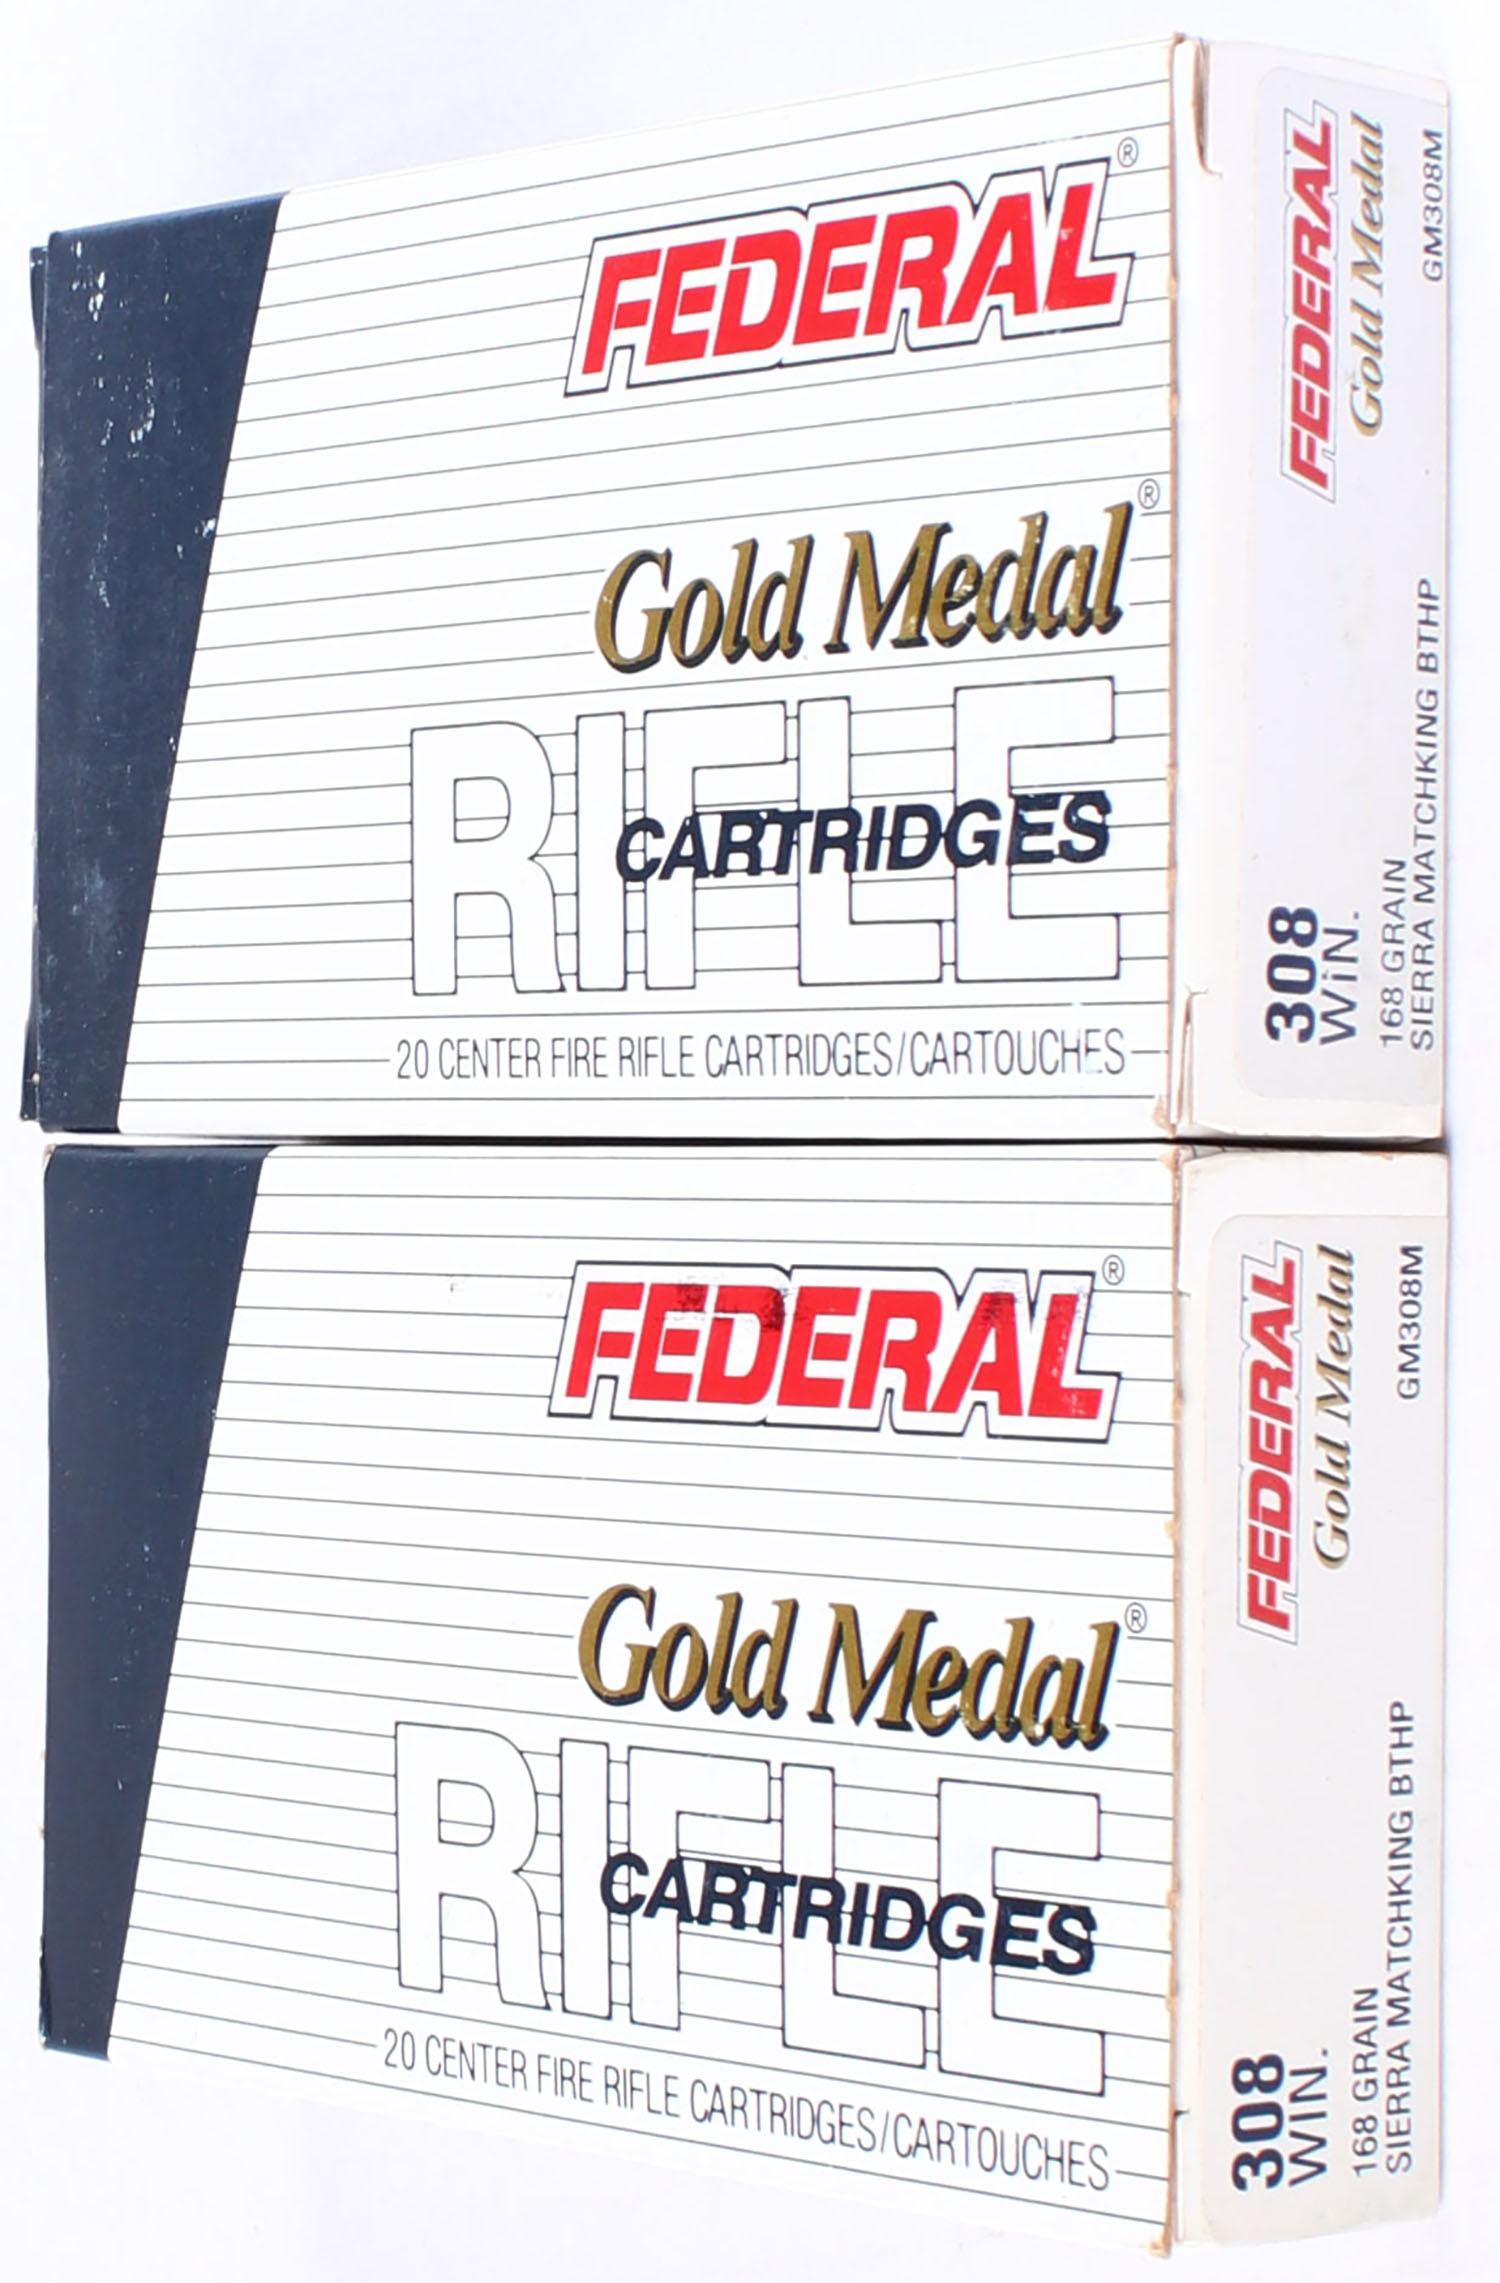 FEDERAL®
Gold Medal®
RIFLE
CARTRIDGES
20 CENTER FIRE RIFLE CARTRIDGES/CARTOUCHES
FEDERAL
Gold Medal
GM308M
308
WiN.
168 GRAIN
SIERRA MATCHKING BTHP
FEDERAL®
Gold Medal®
RIFLE
CARTRIDGES
20 CENTER FIRE RIFLE CARTRIDGES/CARTOUCHES
FEDERAL
Gold Medal
GM308M
308
WIN.
168 GRAIN
SIERRA MATCHKING BTHP